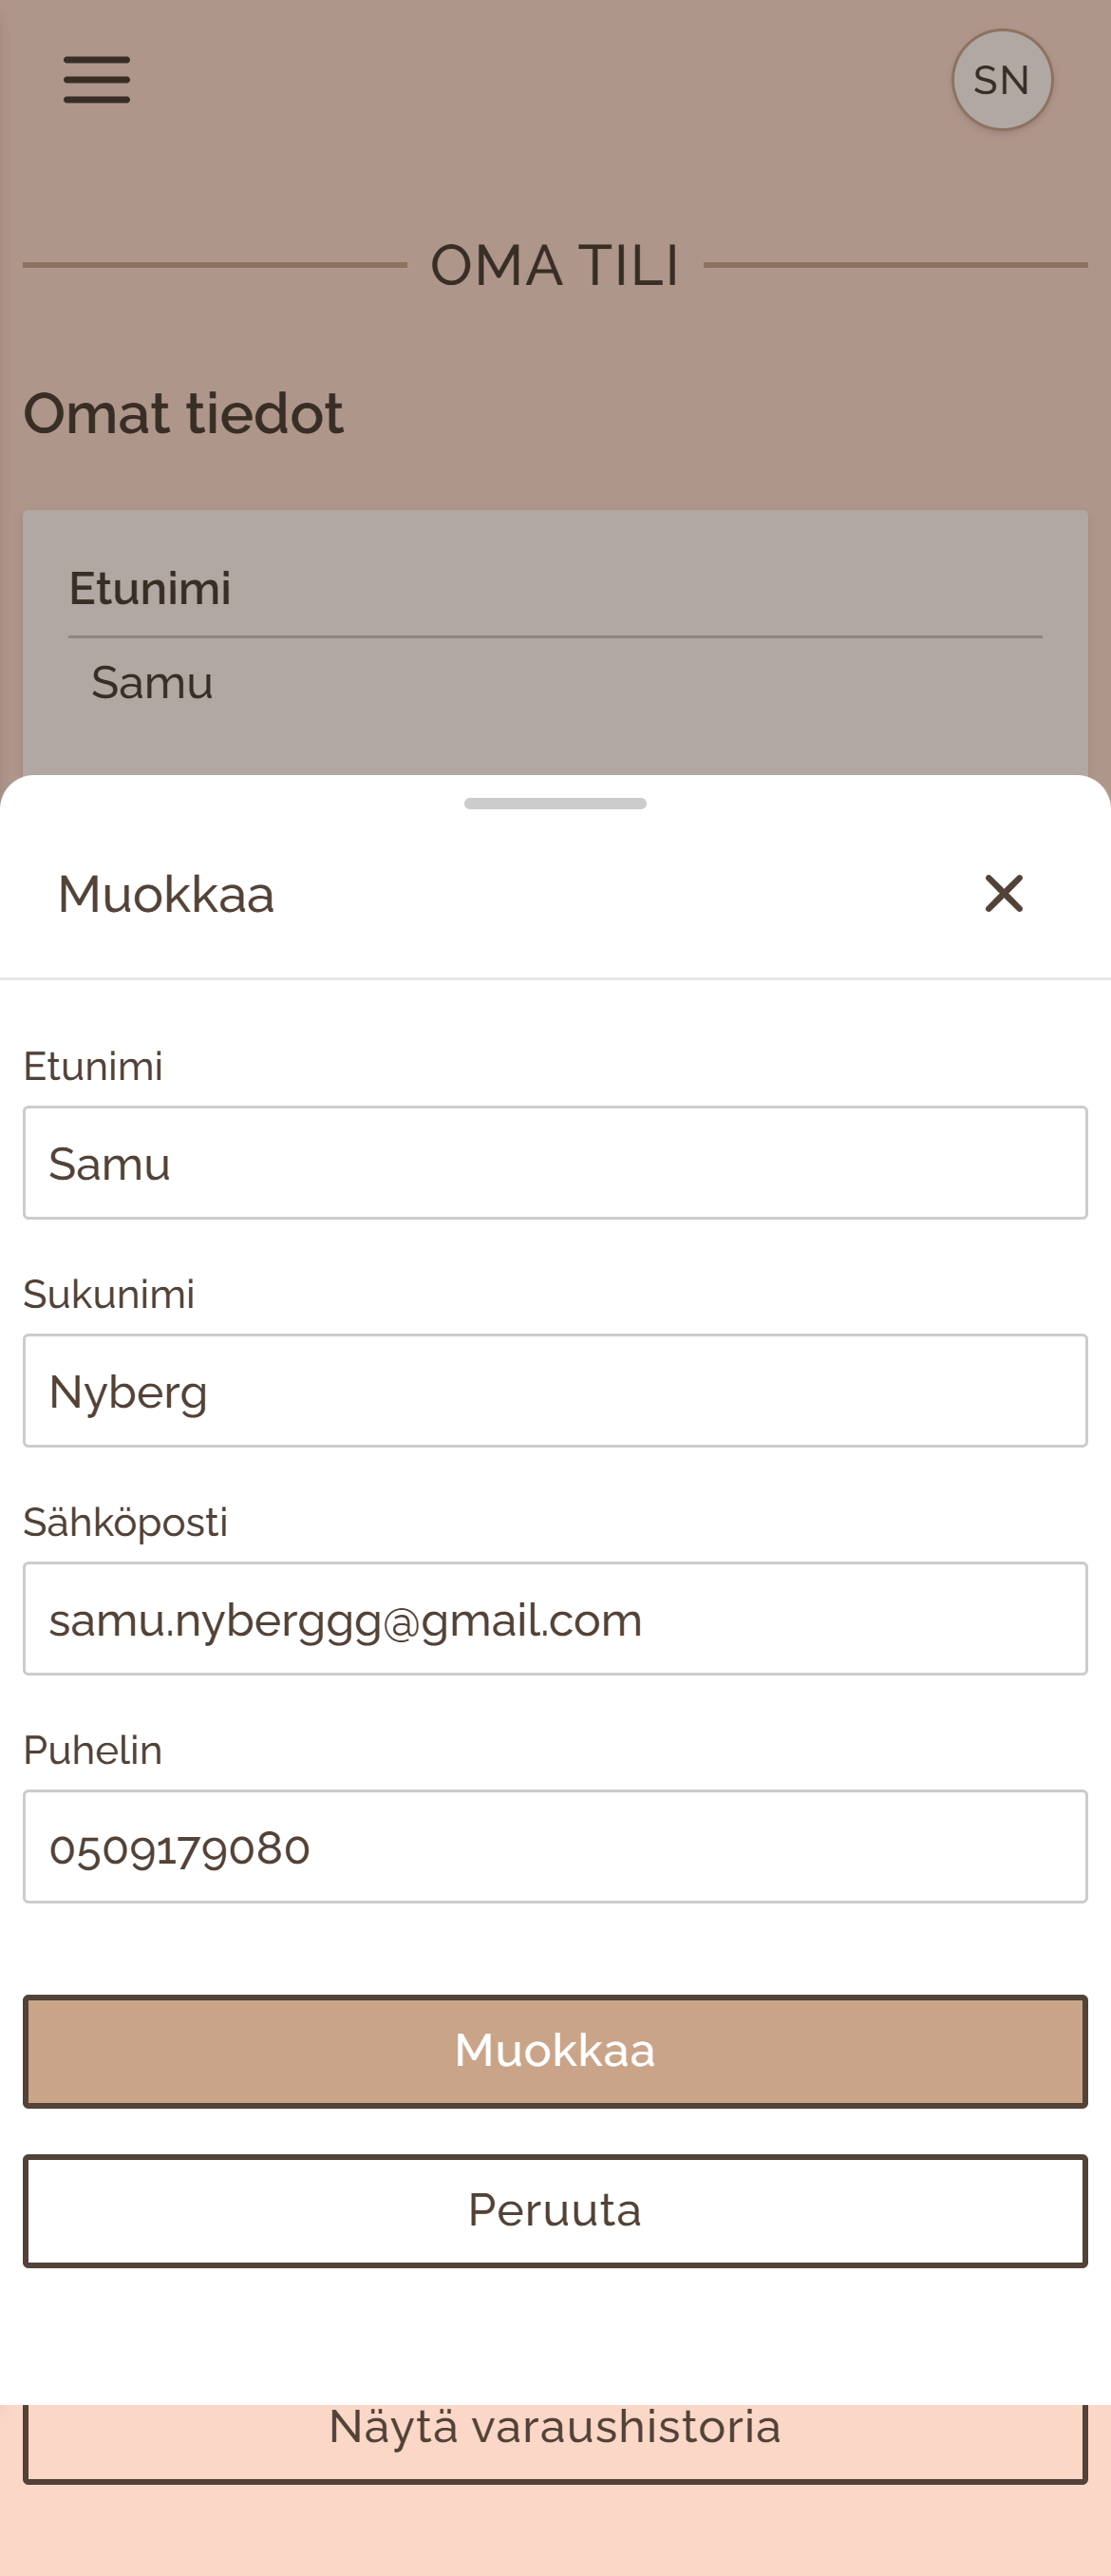 SN
OMA TILI
Omat tiedot
Etunimi
Samu
Muokkaa
Etunimi
Samu
Sukunimi
Nyberg
Sähköposti
samu.nyberggg@gmail.com
Puhelin
0509179080
Muokkaa
Peruuta
Näytä varaushistoria